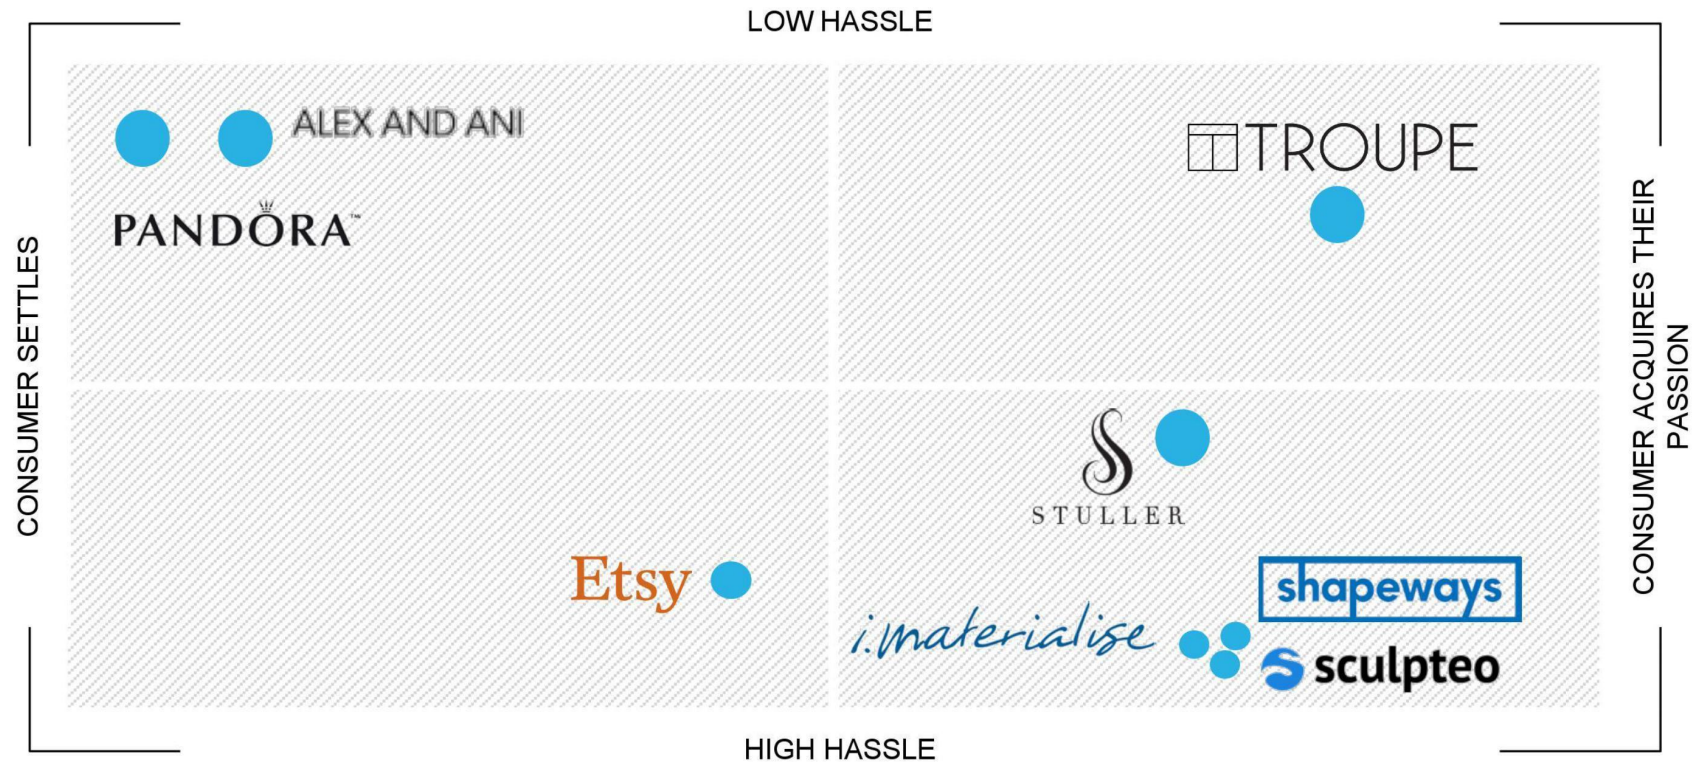 LOW HASSLE
ALEX AND ANI
PANDORA™
TROUPE
CONSUMER SETTLES
CONSUMER ACQUIRES THEIR
PASSION
STULLER
Etsy
shapeways
i.materialise
sculpteo
HIGH HASSLE